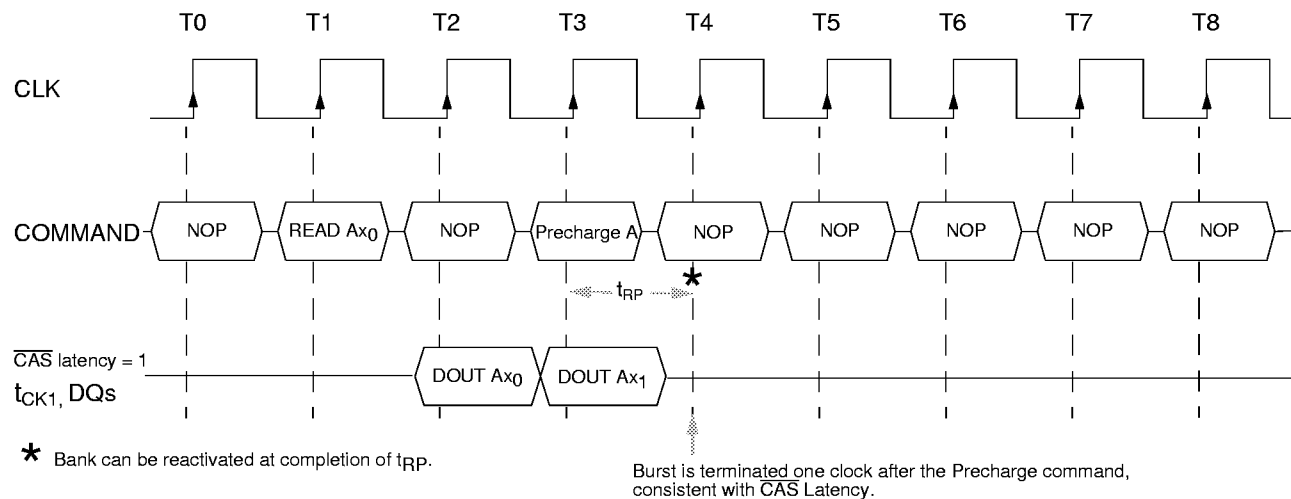 T0 T1 T2 T3 T4 T5 T6 T7 T8
CLK
COMMAND NOP READ Ax0 NOP Precharge A NOP NOP NOP NOP NOP
*
tRP
CAS latency = 1
tCK1, DQs DOUT Ax0 DOUT Ax1
* Bank can be reactivated at completion of tRP.
Burst is terminated one clock after the Precharge command,
consistent with CAS Latency.